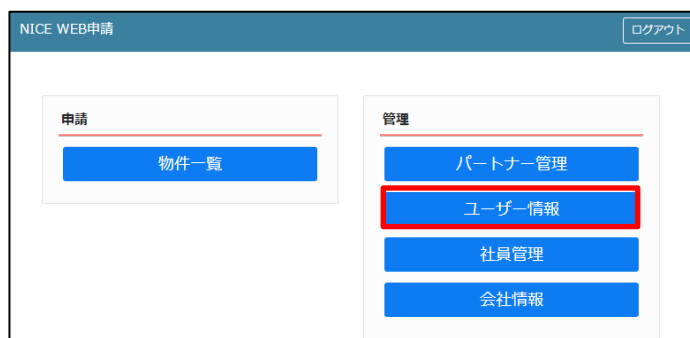 NICE WEB申請
ログアウト
申請
物件一覧
管理
パートナー管理
ユーザー情報
社員管理
会社情報